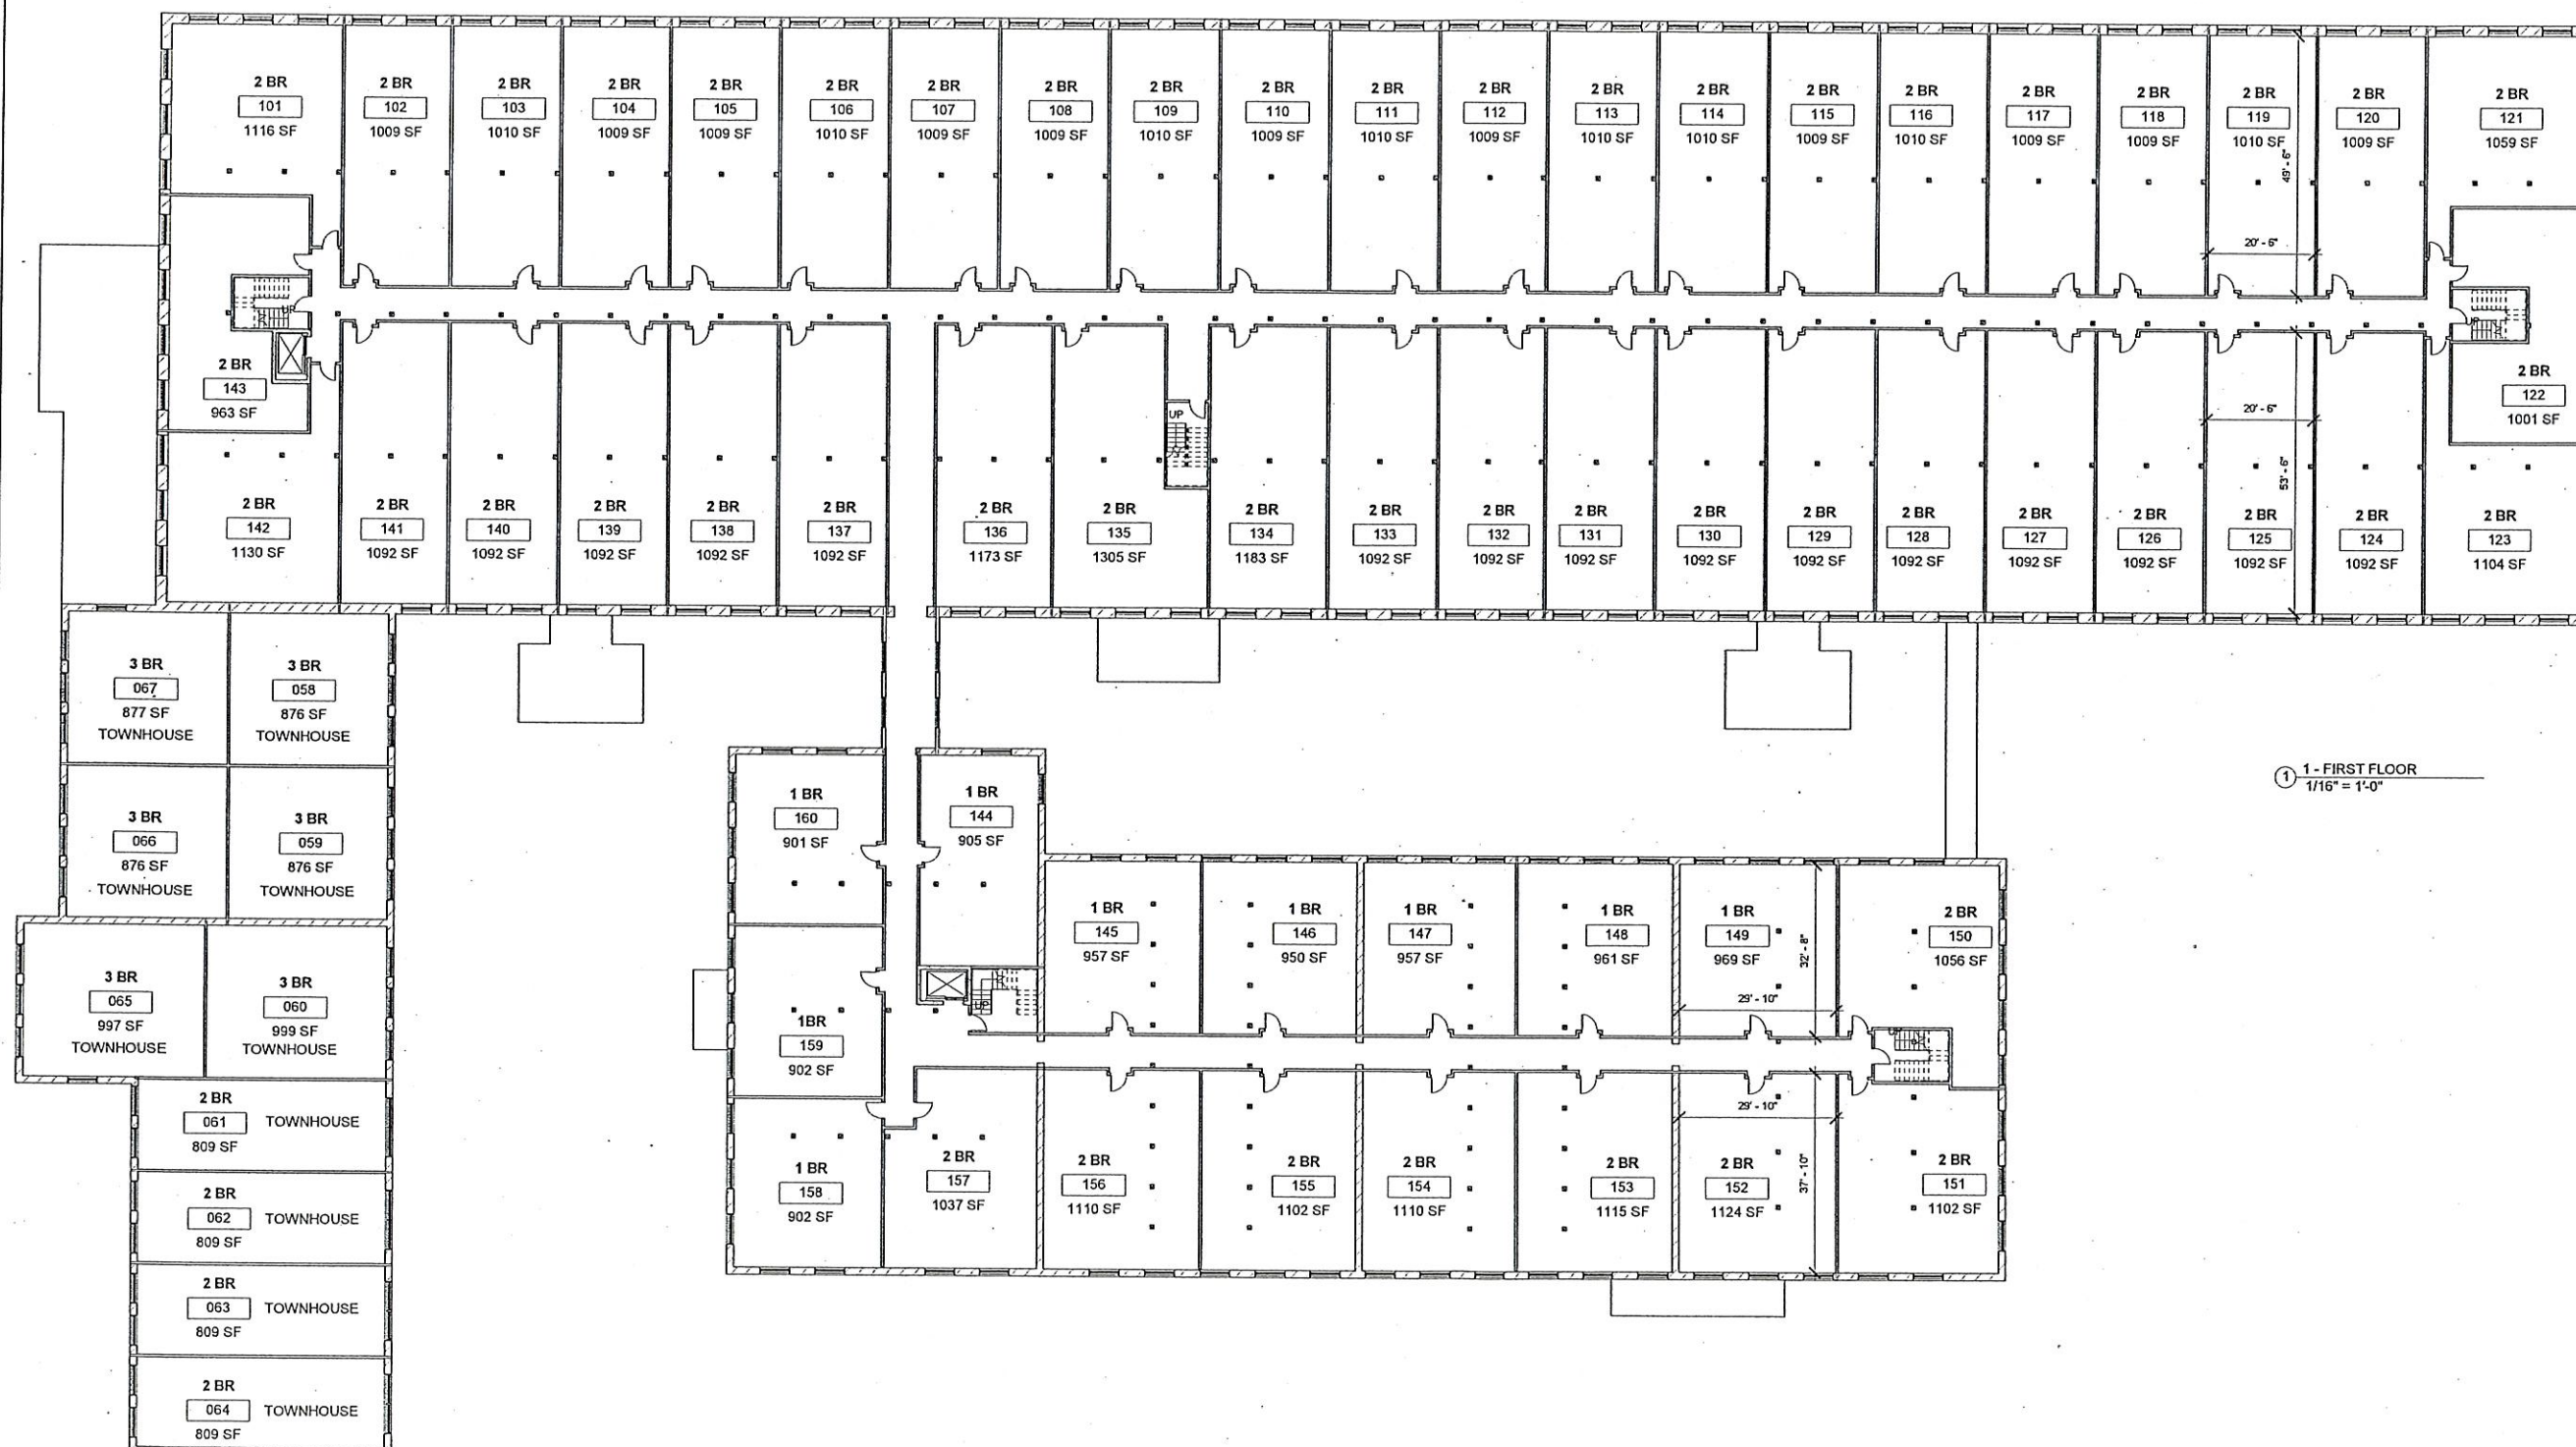 2 BR
101
1116 SF
2 BR
102
1009 SF
2 BR
103
1010 SF
2 BR
104
1009 SF
2 BR
105
1009 SF
2 BR
106
1010 SF
2 BR
107
1009 SF
2 BR
108
1009 SF
2 BR
109
1010 SF
2 BR
110
1009 SF
2 BR
111
1010 SF
2 BR
112
1009 SF
2 BR
113
1010 SF
2 BR
114
1010 SF
2 BR
115
1009 SF
2 BR
116
1010 SF
2 BR
117
1009 SF
2 BR
118
1009 SF
2 BR
119
1010 SF
49' - 6"
20' - 6"
2 BR
120
1009 SF
2 BR
121
1059 SF
2 BR
143
963 SF
2 BR
142
1130 SF
2 BR
141
1092 SF
2 BR
140
1092 SF
2 BR
139
1092 SF
2 BR
138
1092 SF
2 BR
137
1092 SF
2 BR
136
1173 SF
2 BR
135
1305 SF
UP
2 BR
134
1183 SF
2 BR
133
1092 SF
2 BR
132
1092 SF
2 BR
131
1092 SF
2 BR
130
1092 SF
2 BR
129
1092 SF
2 BR
128
1092 SF
2 BR
127
1092 SF
2 BR
126
1092 SF
20' - 6"
53' - 6"
2 BR
125
1092 SF
2 BR
124
1092 SF
2 BR
122
1001 SF
2 BR
123
1104 SF
3 BR
067
877 SF
TOWNHOUSE
3 BR
058
876 SF
TOWNHOUSE
3 BR
066
876 SF
TOWNHOUSE
3 BR
059
876 SF
TOWNHOUSE
3 BR
065
997 SF
TOWNHOUSE
3 BR
060
999 SF
TOWNHOUSE
2 BR
061 TOWNHOUSE
809 SF
2 BR
062 TOWNHOUSE
809 SF
2 BR
063 TOWNHOUSE
809 SF
2 BR
064 TOWNHOUSE
809 SF
1 - FIRST FLOOR
1
1/16" = 1'-0"
1 BR
160
901 SF
1 BR
144
905 SF
1 BR
145
957 SF
1 BR
146
950 SF
1 BR
147
957 SF
1 BR
148
961 SF
1 BR
149
969 SF
32' - 8"
29' - 10"
2 BR
150
1056 SF
UP
1BR
159
902 SF
1 BR
158
902 SF
2 BR
157
1037 SF
2 BR
156
1110 SF
2 BR
155
1102 SF
2 BR
154
1110 SF
2 BR
153
1115 SF
29' - 10"
2 BR
152
1124 SF
37' - 10"
2 BR
151
1102 SF